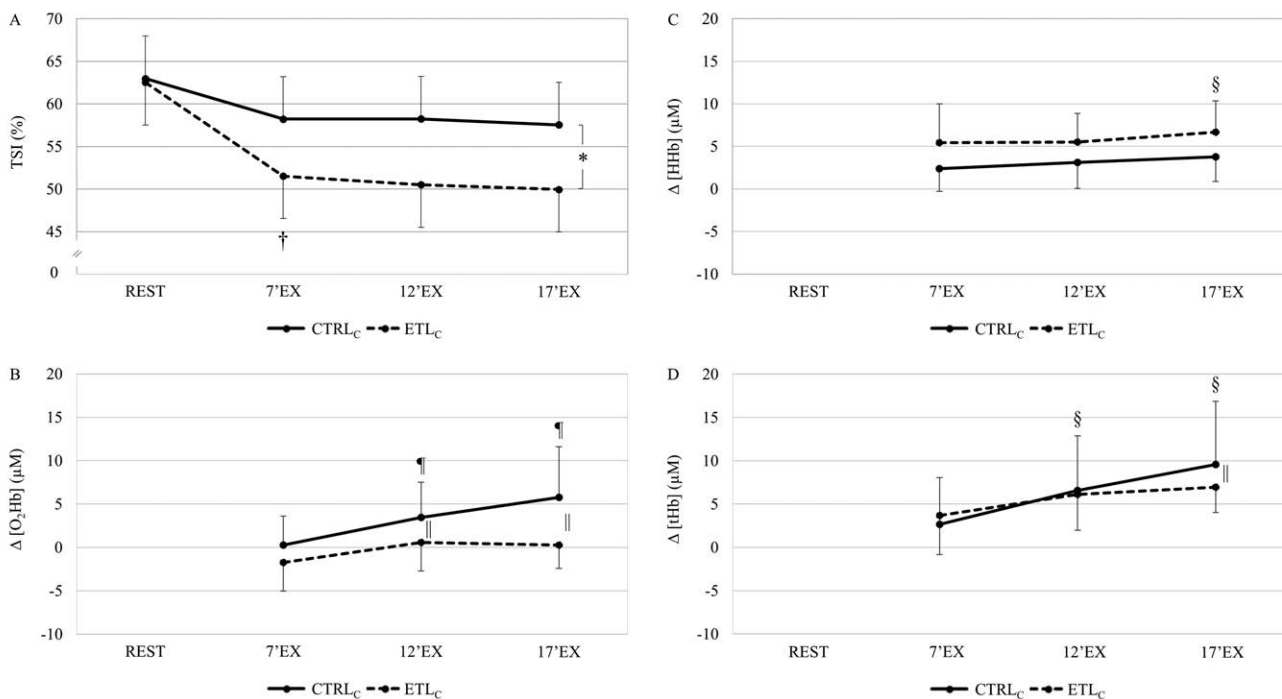 A
TSI (%)
70
65
60
55
50
45
0
*
†
REST 7’EX 12’EX 17’EX
CTRLC ETLC
B
Δ [O2Hb] (μM)
20
15
10
5
0
-5
-10
¶
¶
||
||
REST 7’EX 12’EX 17’EX
CTRLC ETLC
C
Δ [HHb] (μM)
20
15
10
5
0
-5
-10
§
REST 7’EX 12’EX 17’EX
CTRLC ETLC
D
Δ [tHb] (μM)
20
15
10
5
0
-5
-10
§
§
||
REST 7’EX 12’EX 17’EX
CTRLC ETLC